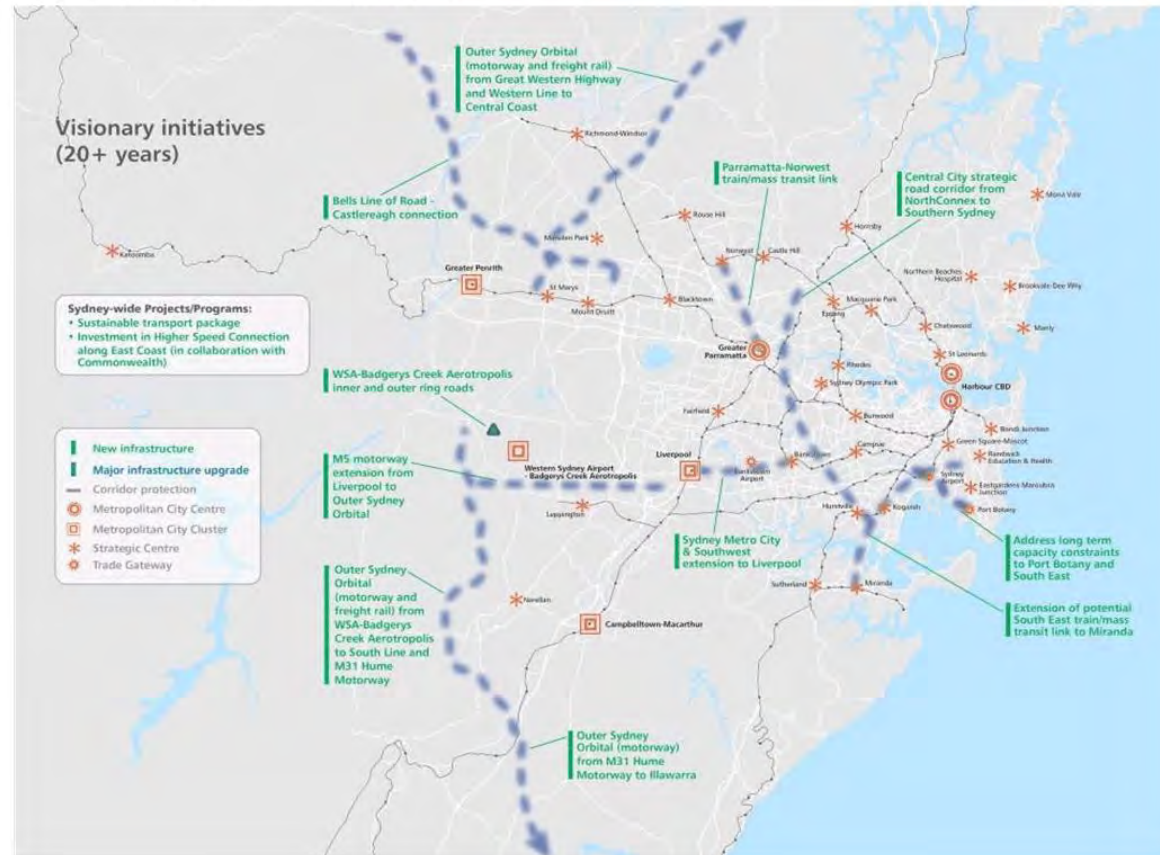 Visionary initiatives
(20+ years)
Outer Sydney Orbital
(motorway and freight rail)
from Great Western Highway
and Western Line to
Central Coast
Bells Line of Road -
Castlereagh connection
Parramatta-Norwest
train/mass transit link
Central City strategic
road corridor from
NorthConnex to
Southern Sydney
Richmond-Windsor
Mona Vale
Rouse Hill
Hornsby
Marsden Park
Katoomba
Norwest
Castle Hill
Greater Penrith
Northern Beaches
Hospital
Brookvale-Dee Why
St Marys
Mount Druitt
Blacktown
Macquarie Park
Epping
Chatswood
Manly
Sydney-wide Projects/Programs:
• Sustainable transport package
• Investment in Higher Speed Connection
along East Coast (in collaboration with
Commonwealth)
Greater
Parramatta
St Leonards
Rhodes
Sydney Olympic Park
Harbour CBD
WSA-Badgerys Creek Aerotropolis
inner and outer ring roads
Fairfield
Burwood
Bondi Junction
Green Square-Mascot
Campsie
Randwick
Education & Health
New infrastructure
Major infrastructure upgrade
Corridor protection
Metropolitan City Centre
Metropolitan City Cluster
Strategic Centre
Trade Gateway
M5 motorway
extension from
Liverpool to
Outer Sydney
Orbital
Western Sydney Airport
- Badgerys Creek Aerotropolis
Liverpool
Bankstown
Airport
Bankstown
Sydney
Airport
Eastgardens Maroubra
Junction
Port Botany
Leppington
Hurstville
Kogarah
Sydney Metro City
& Southwest
extension to Liverpool
Address long term
capacity constraints
to Port Botany and
South East
Outer Sydney
Orbital
(motorway and
freight rail) from
WSA-Badgerys
Creek Aerotropolis
to South Line and
M31 Hume
Motorway
Narellan
Campbelltown-Macarthur
Sutherland
Miranda
Extension of potential
South East train/mass
transit link to Miranda
Outer Sydney
Orbital (motorway)
from M31 Hume
Motorway to Illawarra